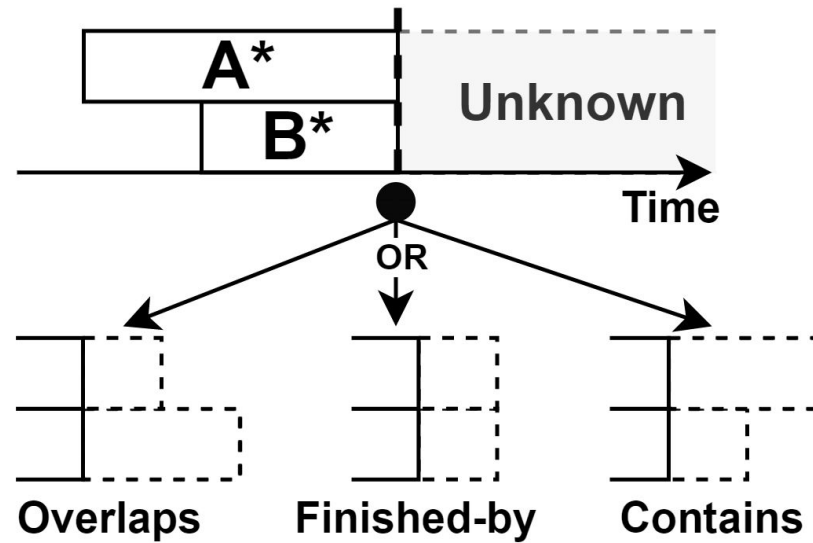 A*
Unknown
B*
Time
OR
Overlaps Finished-by Contains